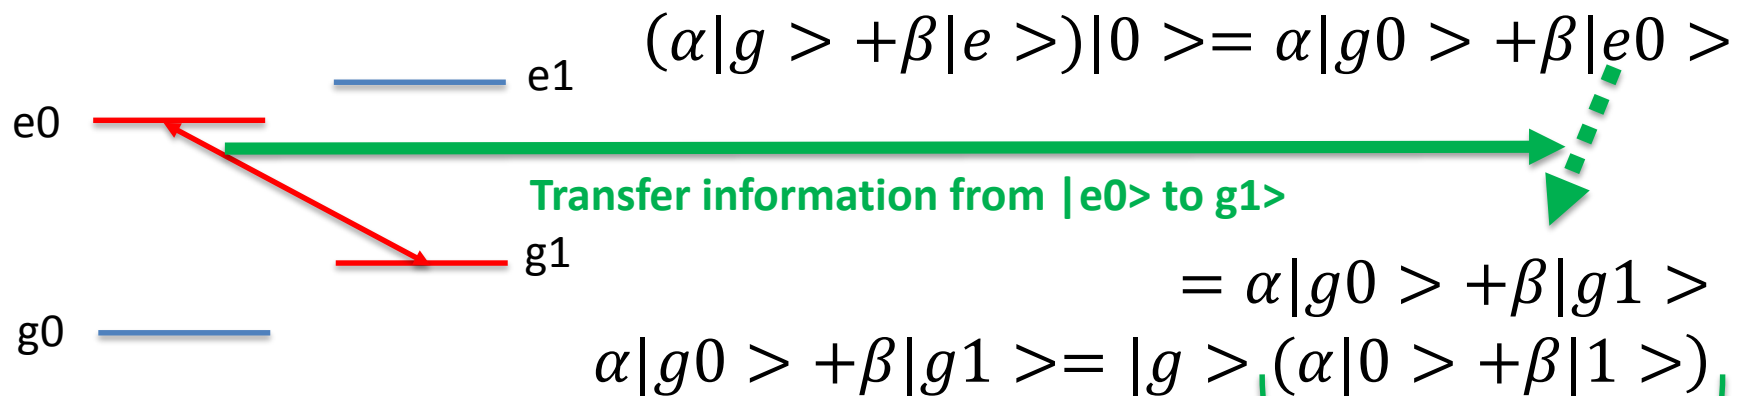 (α|g > +β|e >)|0 >= α|g0 > +β|e0 >
e1
e0
Transfer information from |e0> to g1>
g1
= α|g0 > +β|g1 >
g0
α|g0 > +β|g1 >= |g > (α|0 > +β|1 >)